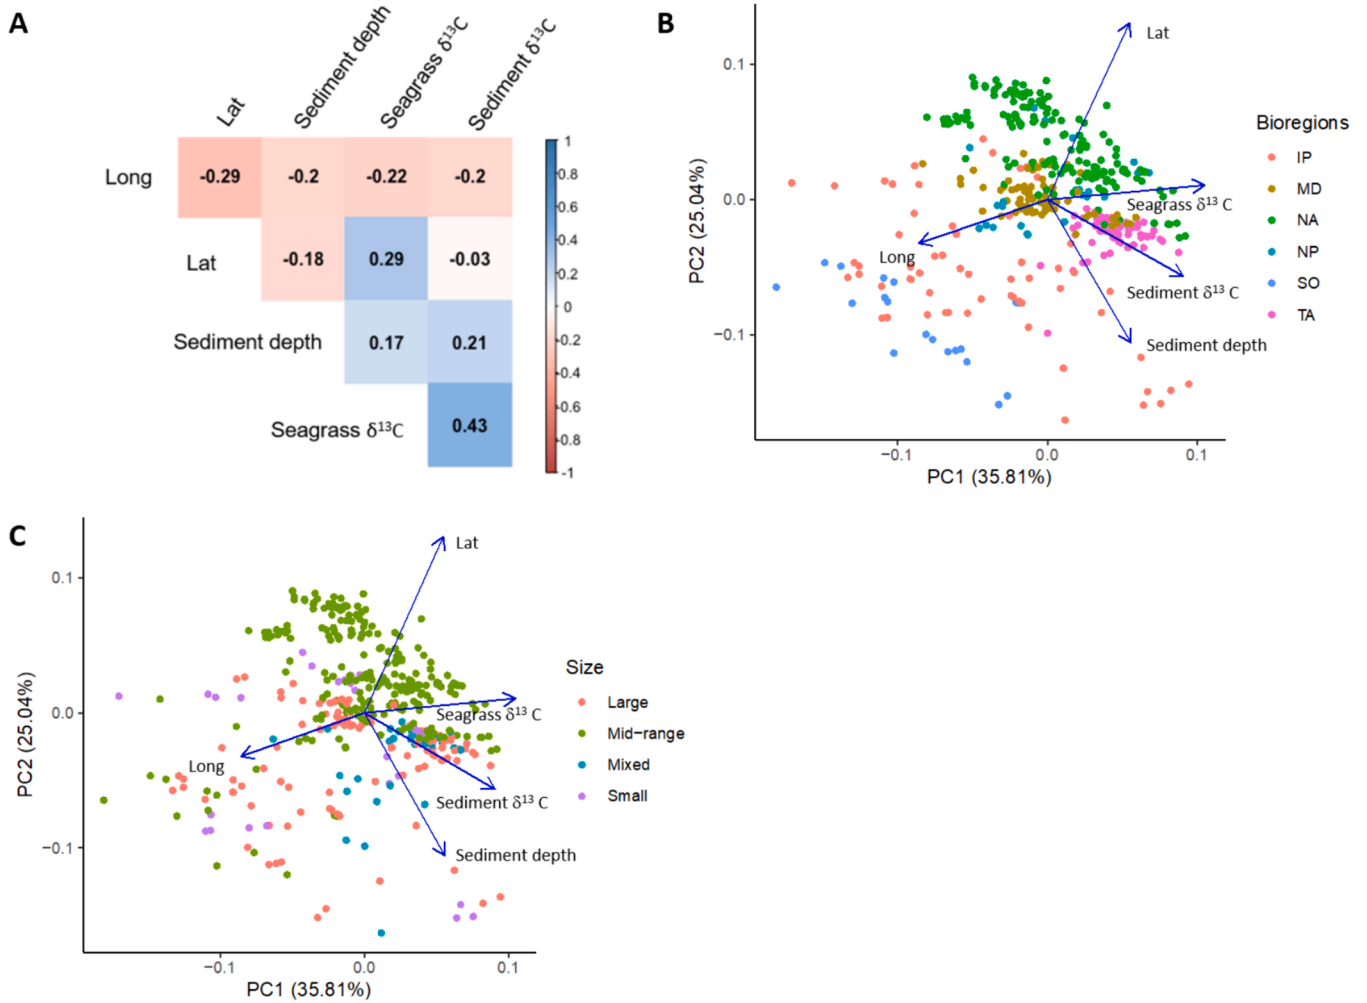 A
Lat
Sediment depth
Seagrass δ¹³C
Sediment δ¹³C
Long
-0.29
-0.2
-0.22
-0.2
Lat
-0.18
0.29
-0.03
Sediment depth
0.17
0.21
Seagrass δ¹³C
0.43
1
0.8
0.6
0.4
0.2
0
-0.2
-0.4
-0.6
-0.8
-1
B
PC2 (25.04%)
0.1
0.0
−0.1
Lat
Seagrass δ¹³ C
Long
Sediment δ¹³ C
Sediment depth
−0.1
0.0
0.1
PC1 (35.81%)
Bioregions
IP
MD
NA
NP
SO
TA
C
PC2 (25.04%)
0.1
0.0
−0.1
Lat
Seagrass δ¹³ C
Long
Sediment δ¹³ C
Sediment depth
−0.1
0.0
0.1
PC1 (35.81%)
Size
Large
Mid−range
Mixed
Small